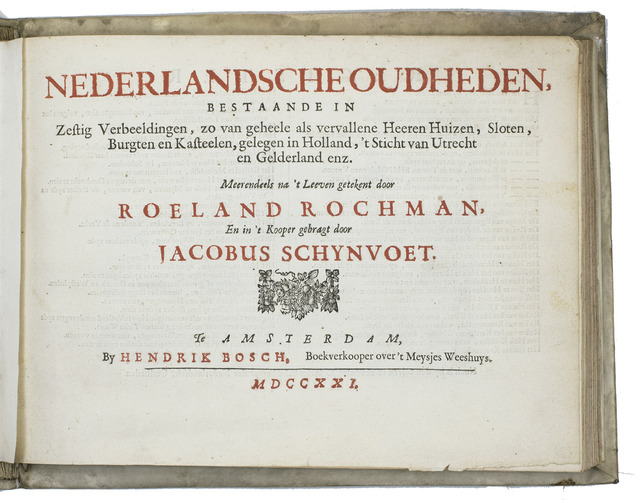 NEDERLANDSCHE OUDHEDEN,
BESTAANDE IN
Zestig Verbeeldingen, zo van geheele als vervallene Heeren Huizen, Sloten,
Burgten en Kasteelen, gelegen in Holland, 't Sticht van Utrecht
en Gelderland enz.
Meerendeels na 't Leeven getekent door
ROELAND ROCHMAN,
En in 't Kooper gebragt door
JACOBUS SCHYNVOET.
Te AMSTERDAM,
By HENDRIK BOSCH, Boekverkooper over 't Meysjes Weeshuys.
MDCCXXI.